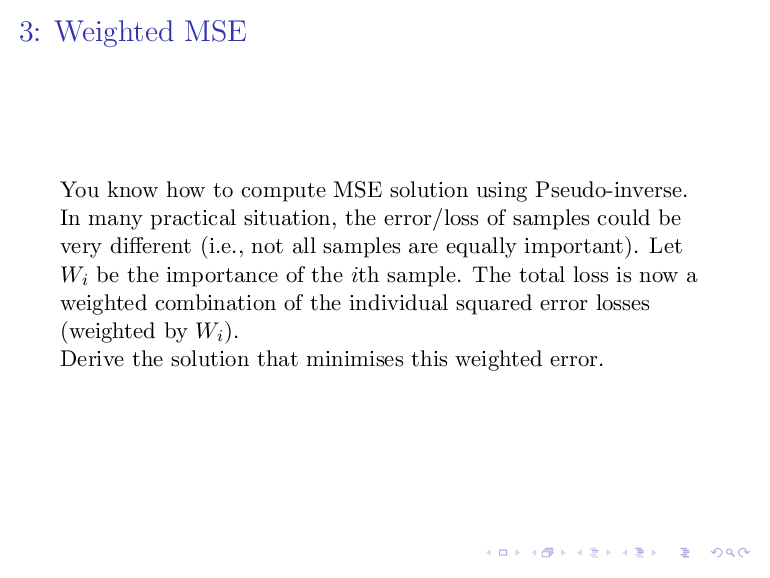 3: Weighted MSE
You know how to compute MSE solution using Pseudo-inverse.
In many practical situation, the error/loss of samples could be
very different (i.e., not all samples are equally important). Let
Wᵢ be the importance of the ith sample. The total loss is now a
weighted combination of the individual squared error losses
(weighted by Wᵢ).
Derive the solution that minimises this weighted error.